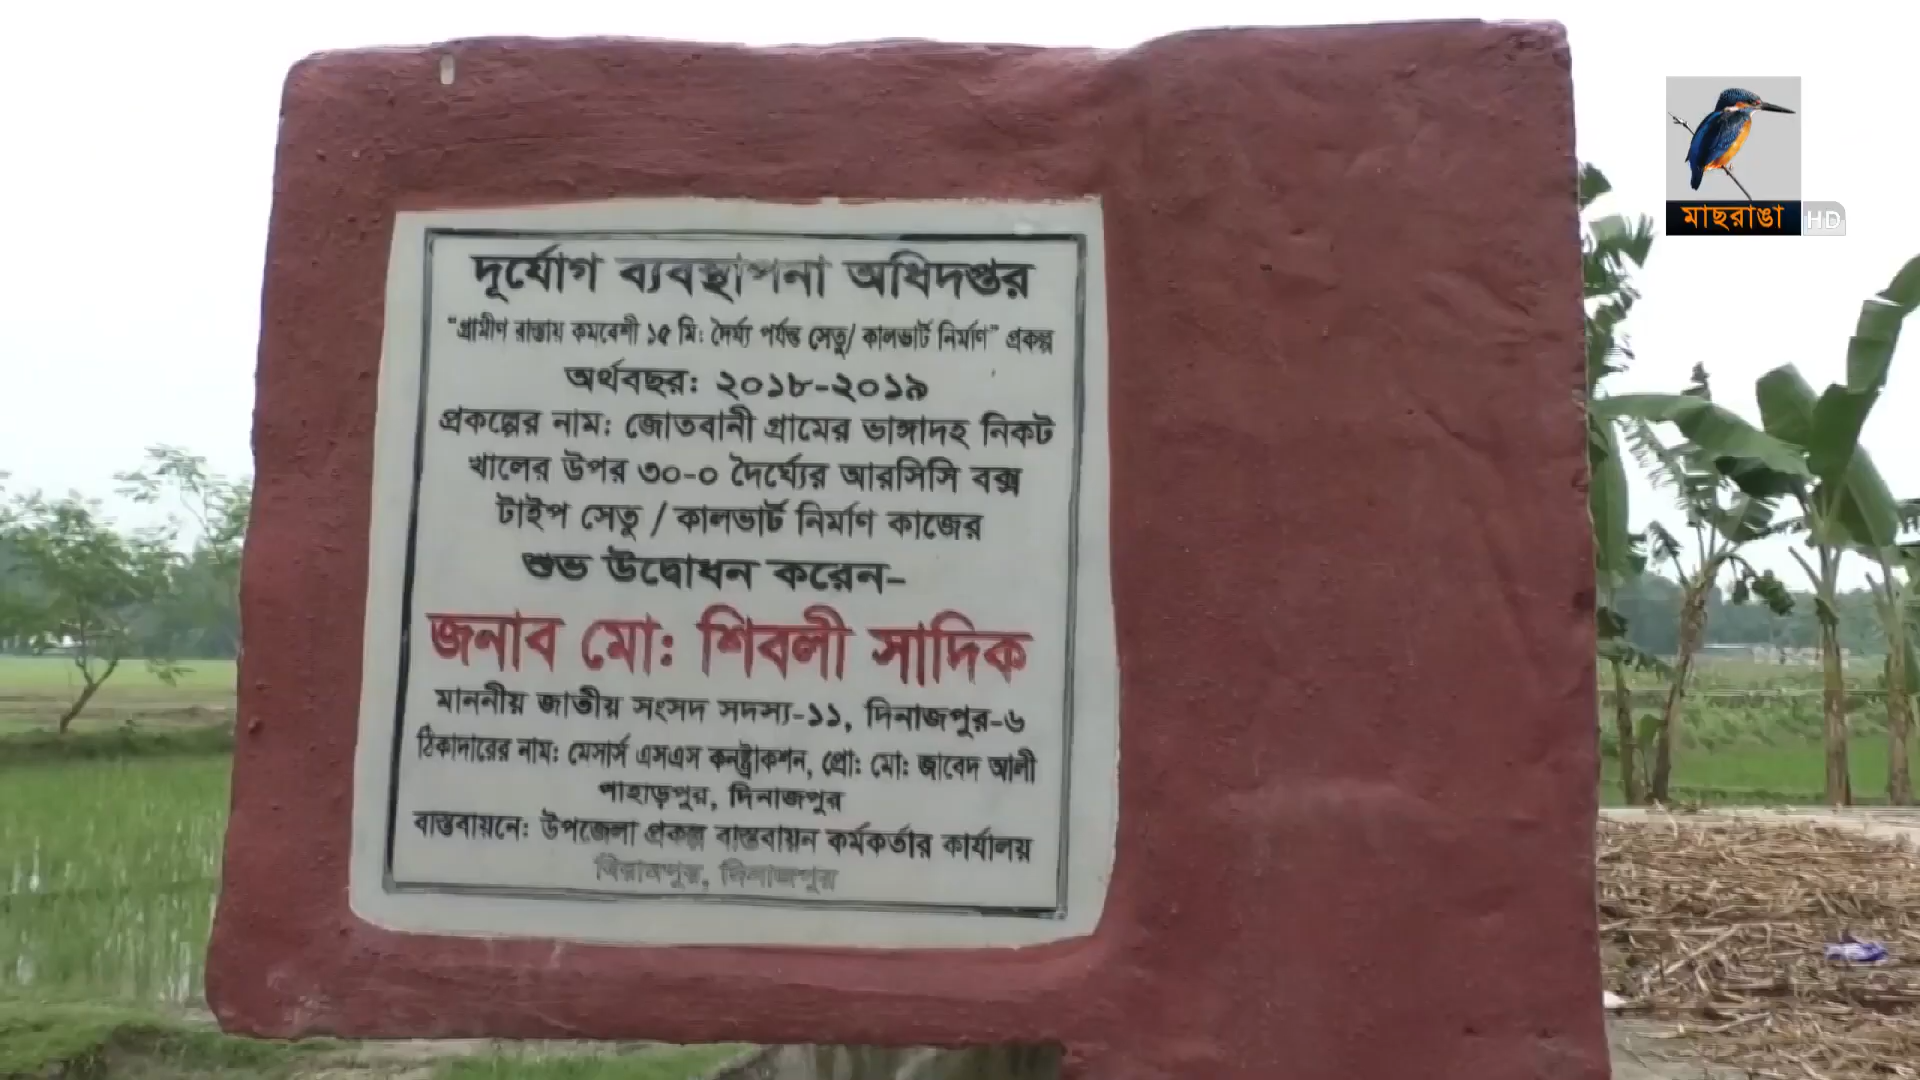 দূর্যোগ ব্যবস্থাপনা অধিদপ্তর
"গ্রামীণ রাস্তায় কমবেশী ১৫ মি: দৈর্ঘ্য পর্যন্ত সেতু/ কালভার্ট নির্মাণ" প্রকল্প
অর্থবছর: ২০১৮-২০১৯
প্রকল্পের নাম: জোতবানী গ্রামের ভাঙ্গাদহ নিকট
খালের উপর ৩০-০ দৈর্ঘ্যের আরসিসি বক্স
টাইপ সেতু / কালভার্ট নির্মাণ কাজের
শুভ উদ্বোধন করেন-
জনাব মো: শিবলী সাদিক
মাননীয় জাতীয় সংসদ সদস্য-১১, দিনাজপুর-৬
ঠিকাদারের নাম: মেসার্স এসএস কনষ্ট্রাকশন, প্রো: মো: জাবেদ আলী
পাহাড়পুর, দিনাজপুর
বাস্তবায়নে: উপজেলা প্রকল্প বাস্তবায়ন কর্মকর্তার কার্যালয়
বিরামপুর, দিনাজপুর
মাছরাঙা HD